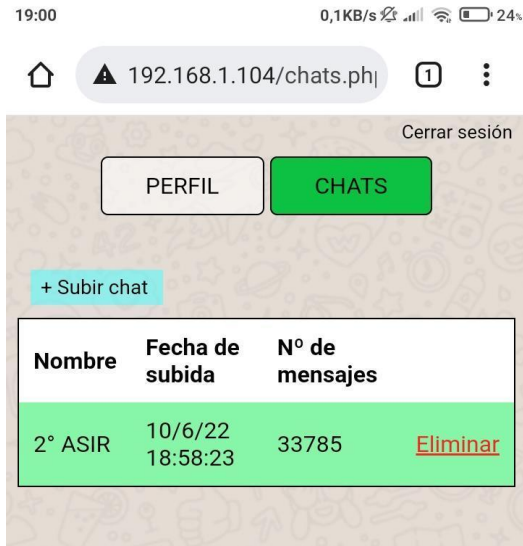 19:00 0,1KB/s 24%
192.168.1.104/chats.ph
1
Cerrar sesión
PERFIL CHATS
+ Subir chat
Nombre Fecha de subida Nº de mensajes
2° ASIR 10/6/22 18:58:23 33785 Eliminar